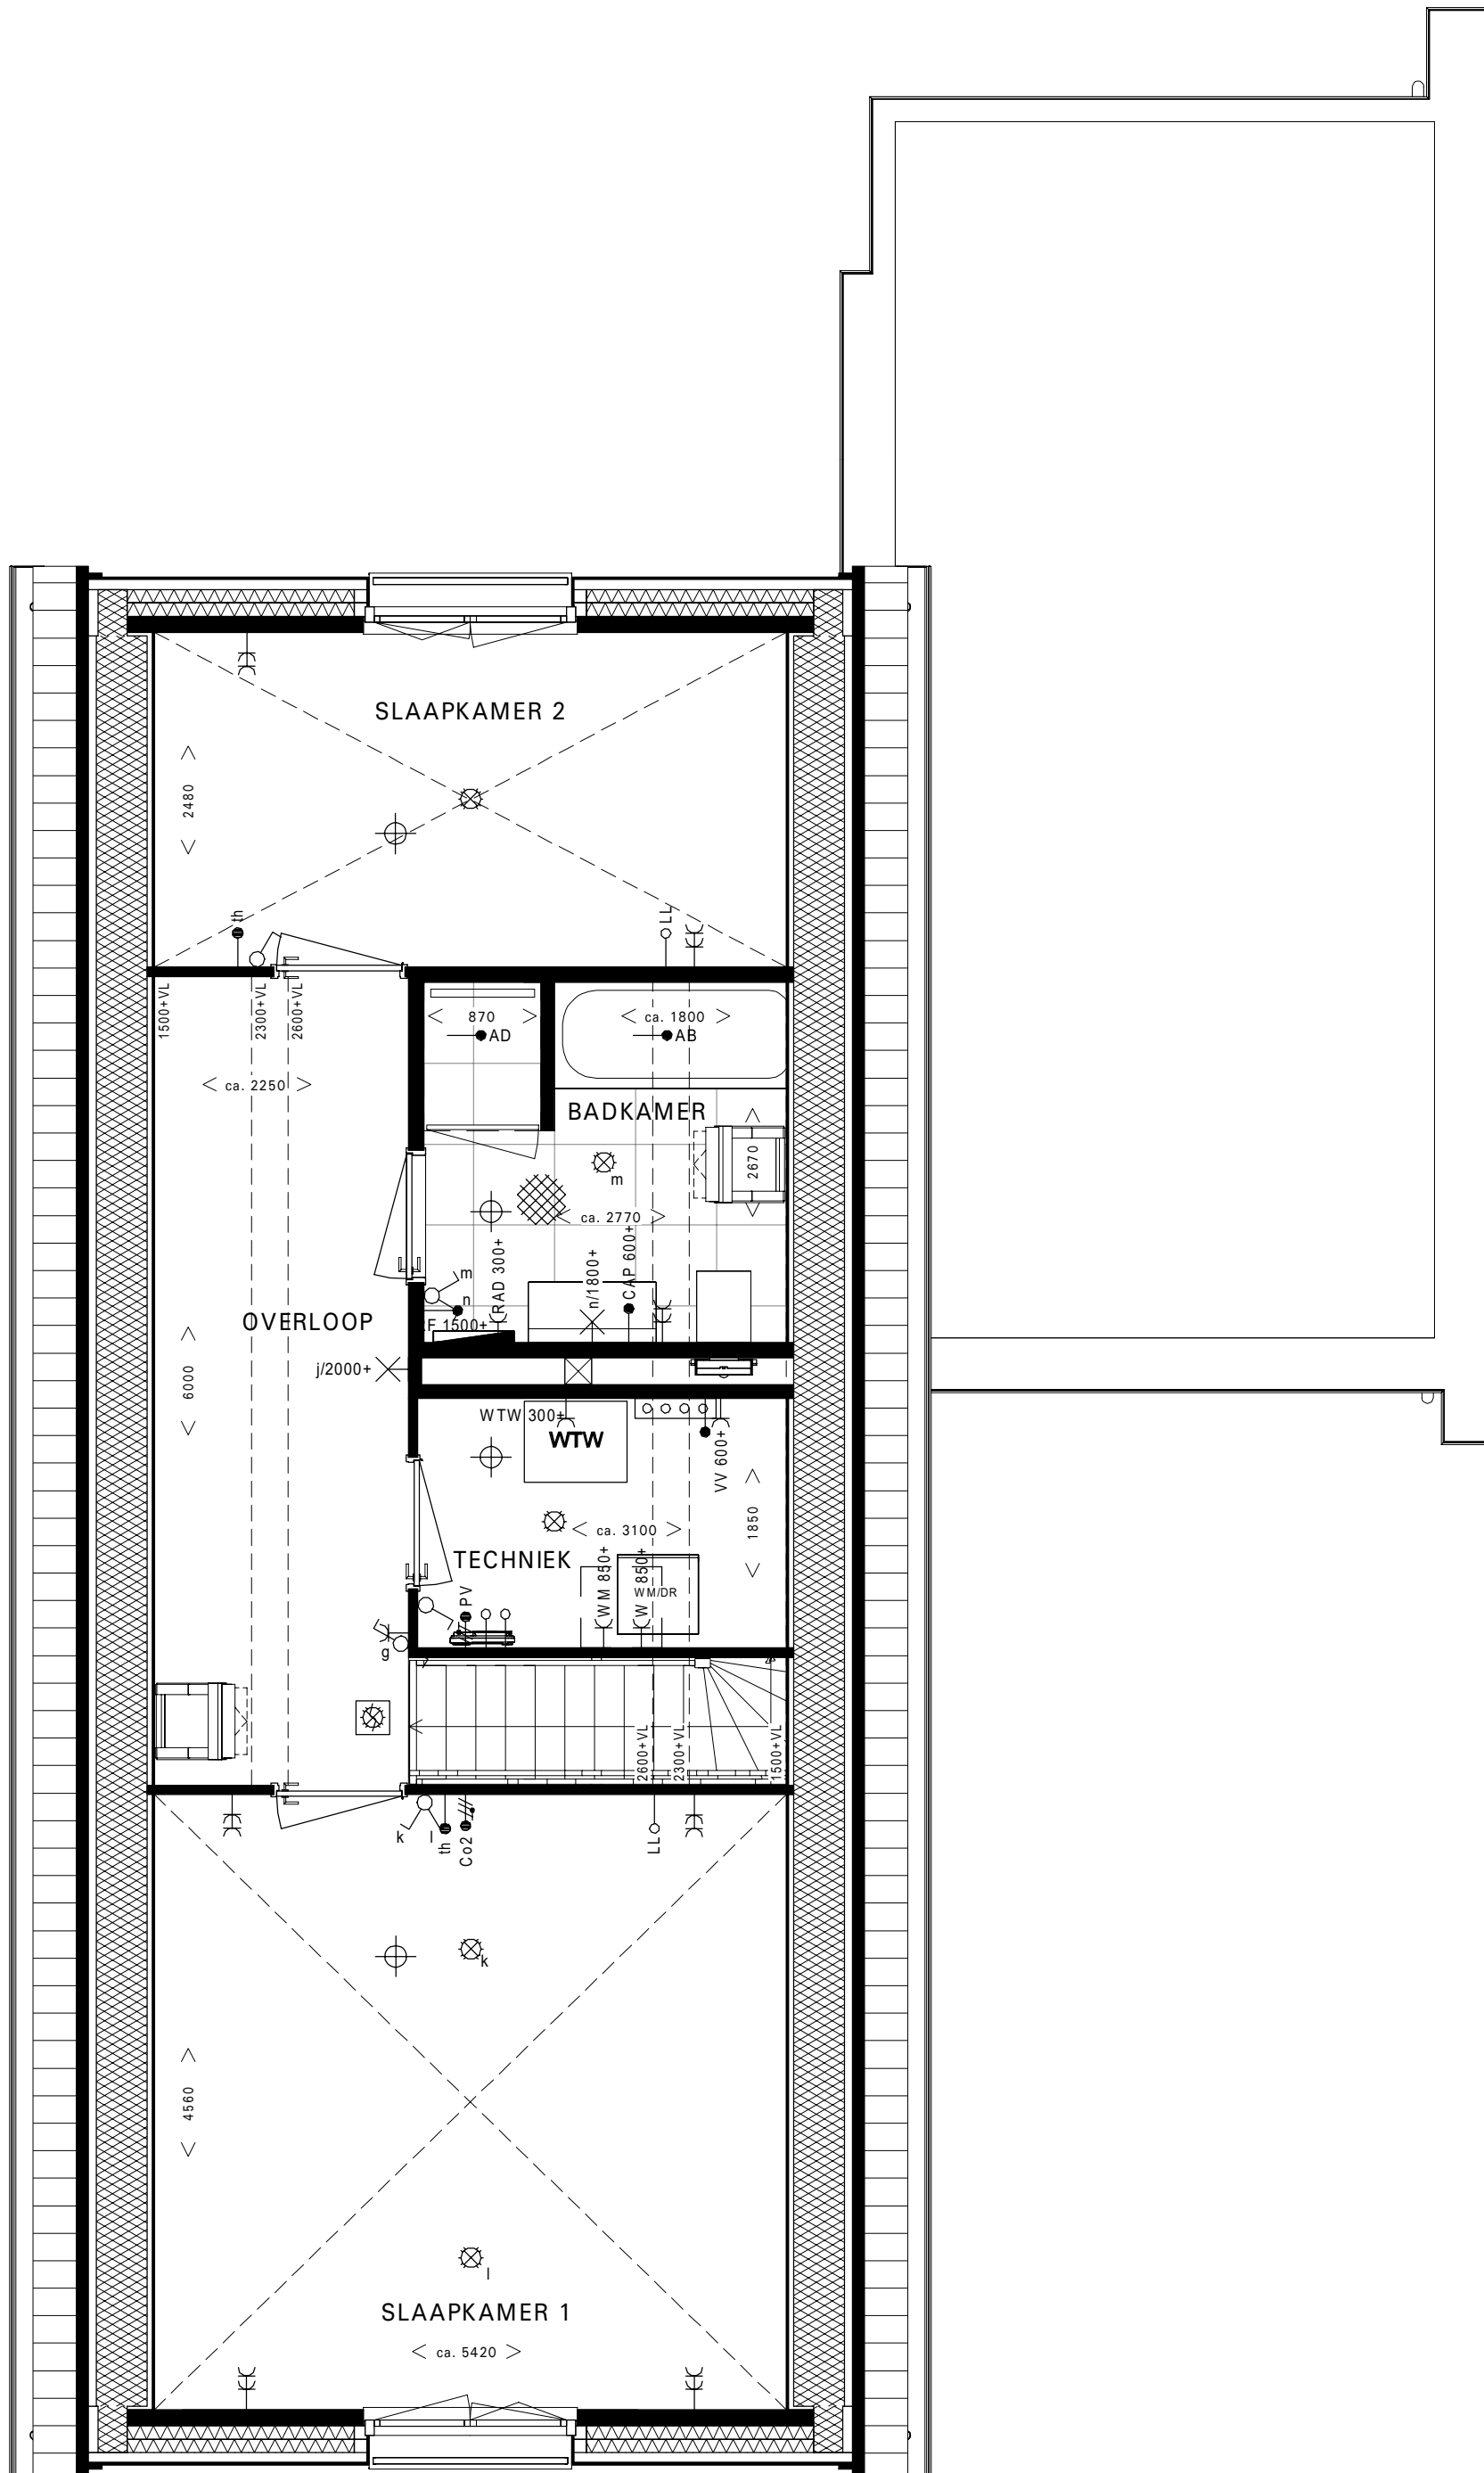 SLAAPKAMER 2
2480
th
LL
1500+VL
2300+VL
2600+VL
870
ca. 1800
AD
AB
ca. 2250
BADKAMER
2670
m
ca. 2770
RAD 300+
n/1800+
CAP 600+
m
n
1500+
OVERLOOP
j/2000+
6000
WTW 300+
WTW
VV 600+
1850
ca. 3100
TECHNIEK
PV
WM 850+
W 850+
WM/DR
g
2600+VL
2300+VL
1500+VL
k
l
th
Co2
LL
k
4560
l
SLAAPKAMER 1
ca. 5420